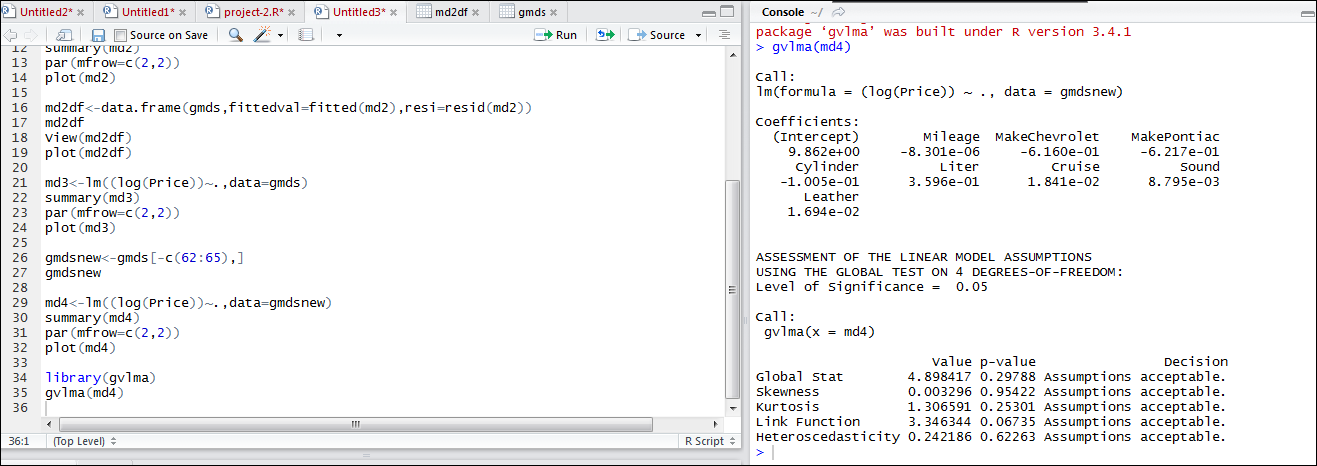 Untitled2* × Untitled1* × project-2.R* × Untitled3* × md2df × gmds ×
Source on Save Run Source
12 summary(md2)
13 par(mfrow=c(2,2))
14 plot(md2)
15
16 md2df<-data.frame(gmds,fittedval=fitted(md2),resi=resid(md2))
17 md2df
18 View(md2df)
19 plot(md2df)
20
21 md3<-lm((log(Price))~.,data=gmds)
22 summary(md3)
23 par(mfrow=c(2,2))
24 plot(md3)
25
26 gmdsnew<-gmds[-c(62:65),]
27 gmdsnew
28
29 md4<-lm((log(Price))~.,data=gmdsnew)
30 summary(md4)
31 par(mfrow=c(2,2))
32 plot(md4)
33
34 library(gvlma)
35 gvlma(md4)
36
36:1 (Top Level) R Script
Console ~/
package ‘gvlma’ was built under R version 3.4.1
> gvlma(md4)
Call:
lm(formula = (log(Price)) ~ ., data = gmdsnew)
Coefficients:
(Intercept) Mileage MakeChevrolet MakePontiac
9.862e+00 -8.301e-06 -6.160e-01 -6.217e-01
Cylinder Liter Cruise Sound
-1.005e-01 3.596e-01 1.841e-02 8.795e-03
Leather
1.694e-02
ASSESSMENT OF THE LINEAR MODEL ASSUMPTIONS
USING THE GLOBAL TEST ON 4 DEGREES-OF-FREEDOM:
Level of Significance = 0.05
Call:
gvlma(x = md4)
Value p-value Decision
Global Stat 4.898417 0.29788 Assumptions acceptable.
Skewness 0.003296 0.95422 Assumptions acceptable.
Kurtosis 1.306591 0.25301 Assumptions acceptable.
Link Function 3.346344 0.06735 Assumptions acceptable.
Heteroscedasticity 0.242186 0.62263 Assumptions acceptable.
>